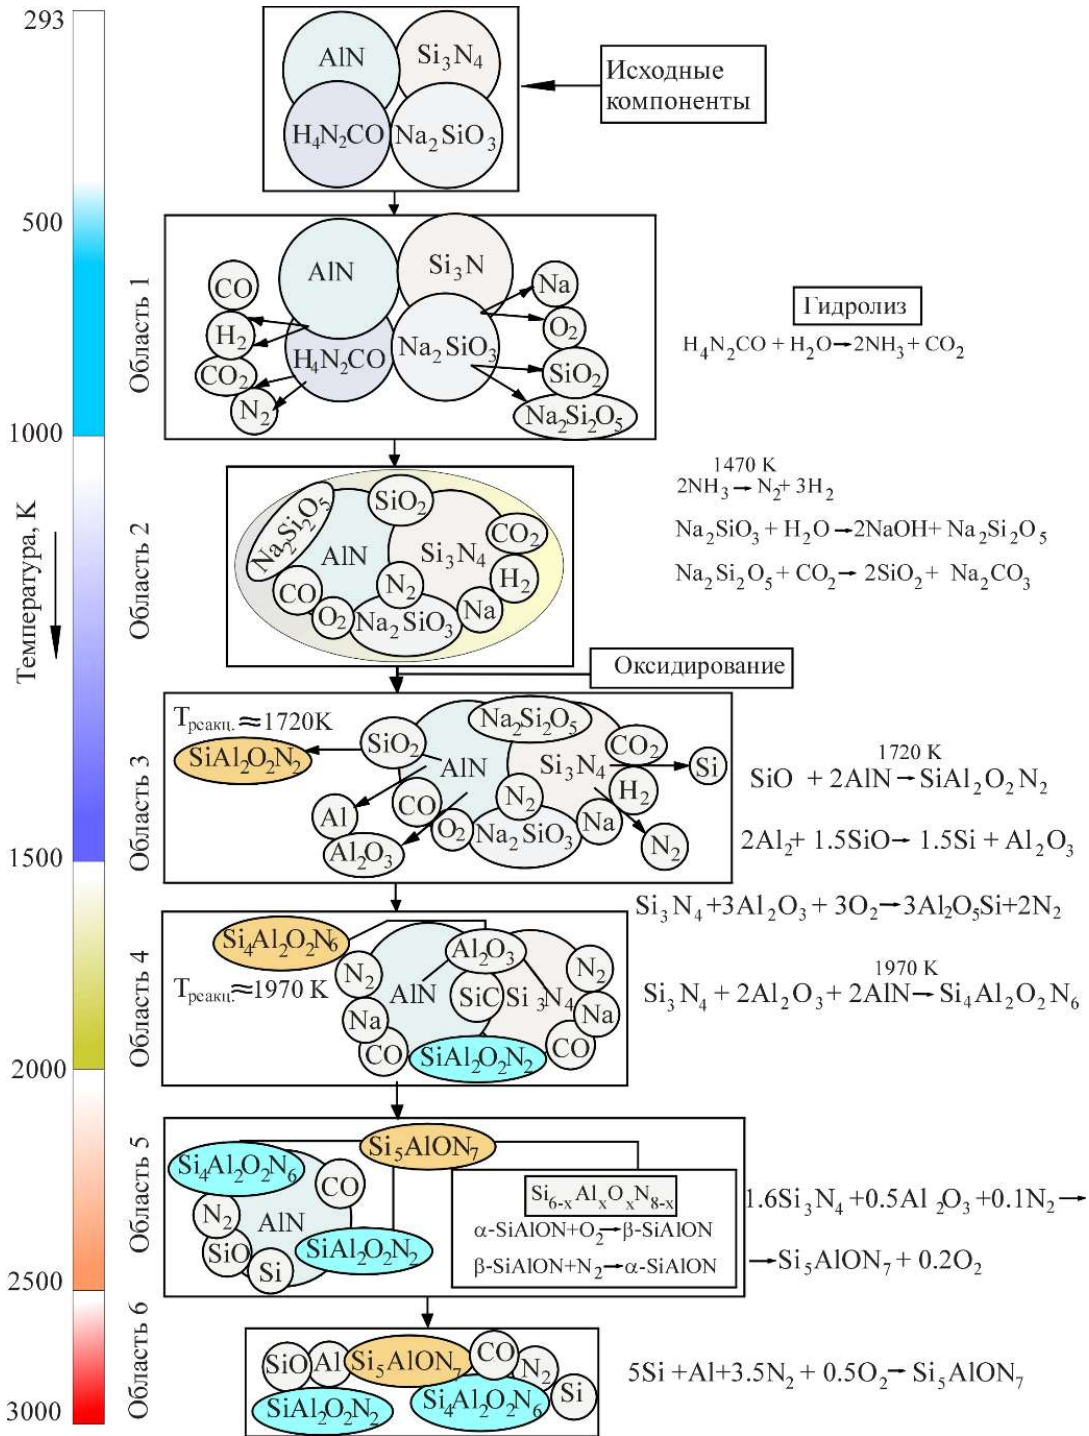 293
500
1000
1500
2000
2500
3000
Температура, К
AlN
Si₃N₄
H₄N₂CO
Na₂SiO₃
Исходные
компоненты
Область 1
AlN
Si₃N
CO
H₂
CO₂
N₂
H₄N₂CO
Na₂SiO₃
Na
O₂
SiO₂
Na₂Si₂O₅
Гидролиз
H₄N₂CO + H₂O→2NH₃ + CO₂
Область 2
Na₂Si₂O₅
SiO₂
AlN
Si₃N₄
CO₂
H₂
CO
N₂
O₂
Na₂SiO₃
Na
1470 K
2NH₃→ N₂+ 3H₂
Na₂SiO₃ + H₂O→2NaOH+ Na₂Si₂O₅
Na₂Si₂O₅ + CO₂→ 2SiO₂ + Na₂CO₃
Оксидирование
Область 3
Tреакц.≈1720K
SiAl₂O₂N₂
SiO₂
Na₂Si₂O₅
AlN
Si₃N₄
CO₂
Si
H₂
CO
N₂
Al
O₂
Na₂SiO₃
Na
Al₂O₃
N₂
1720 K
SiO + 2AlN→SiAl₂O₂N₂
2Al₂+ 1.5SiO→ 1.5Si + Al₂O₃
Si₃N₄+3Al₂O₃ + 3O₂→3Al₂O₅Si+2N₂
Область 4
Si₄Al₂O₂N₆
Tреакц.≈1970 K
N₂
Al₂O₃
N₂
AlN
SiC
Si₃N₄
Na
Na
CO
SiAl₂O₂N₂
CO
1970 K
Si₃N₄ + 2Al₂O₃ + 2AlN→Si₄Al₂O₂N₆
Область 5
Si₅AlON₇
Si₄Al₂O₂N₆
CO
N₂
AlN
SiO
Si
SiAl₂O₂N₂
Si₆₋ₓAlₓOₓN₈₋ₓ
α-SiAlON+O₂→β-SiAlON
β-SiAlON+N₂→α-SiAlON
1.6Si₃N₄ +0.5Al₂O₃ +0.1N₂→
→Si₅AlON₇ + 0.2O₂
Область 6
SiO
Al
Si₅AlON₇
CO
N₂
Si
SiAl₂O₂N₂
Si₄Al₂O₂N₆
5Si +Al+3.5N₂ + 0.5O₂→ Si₅AlON₇